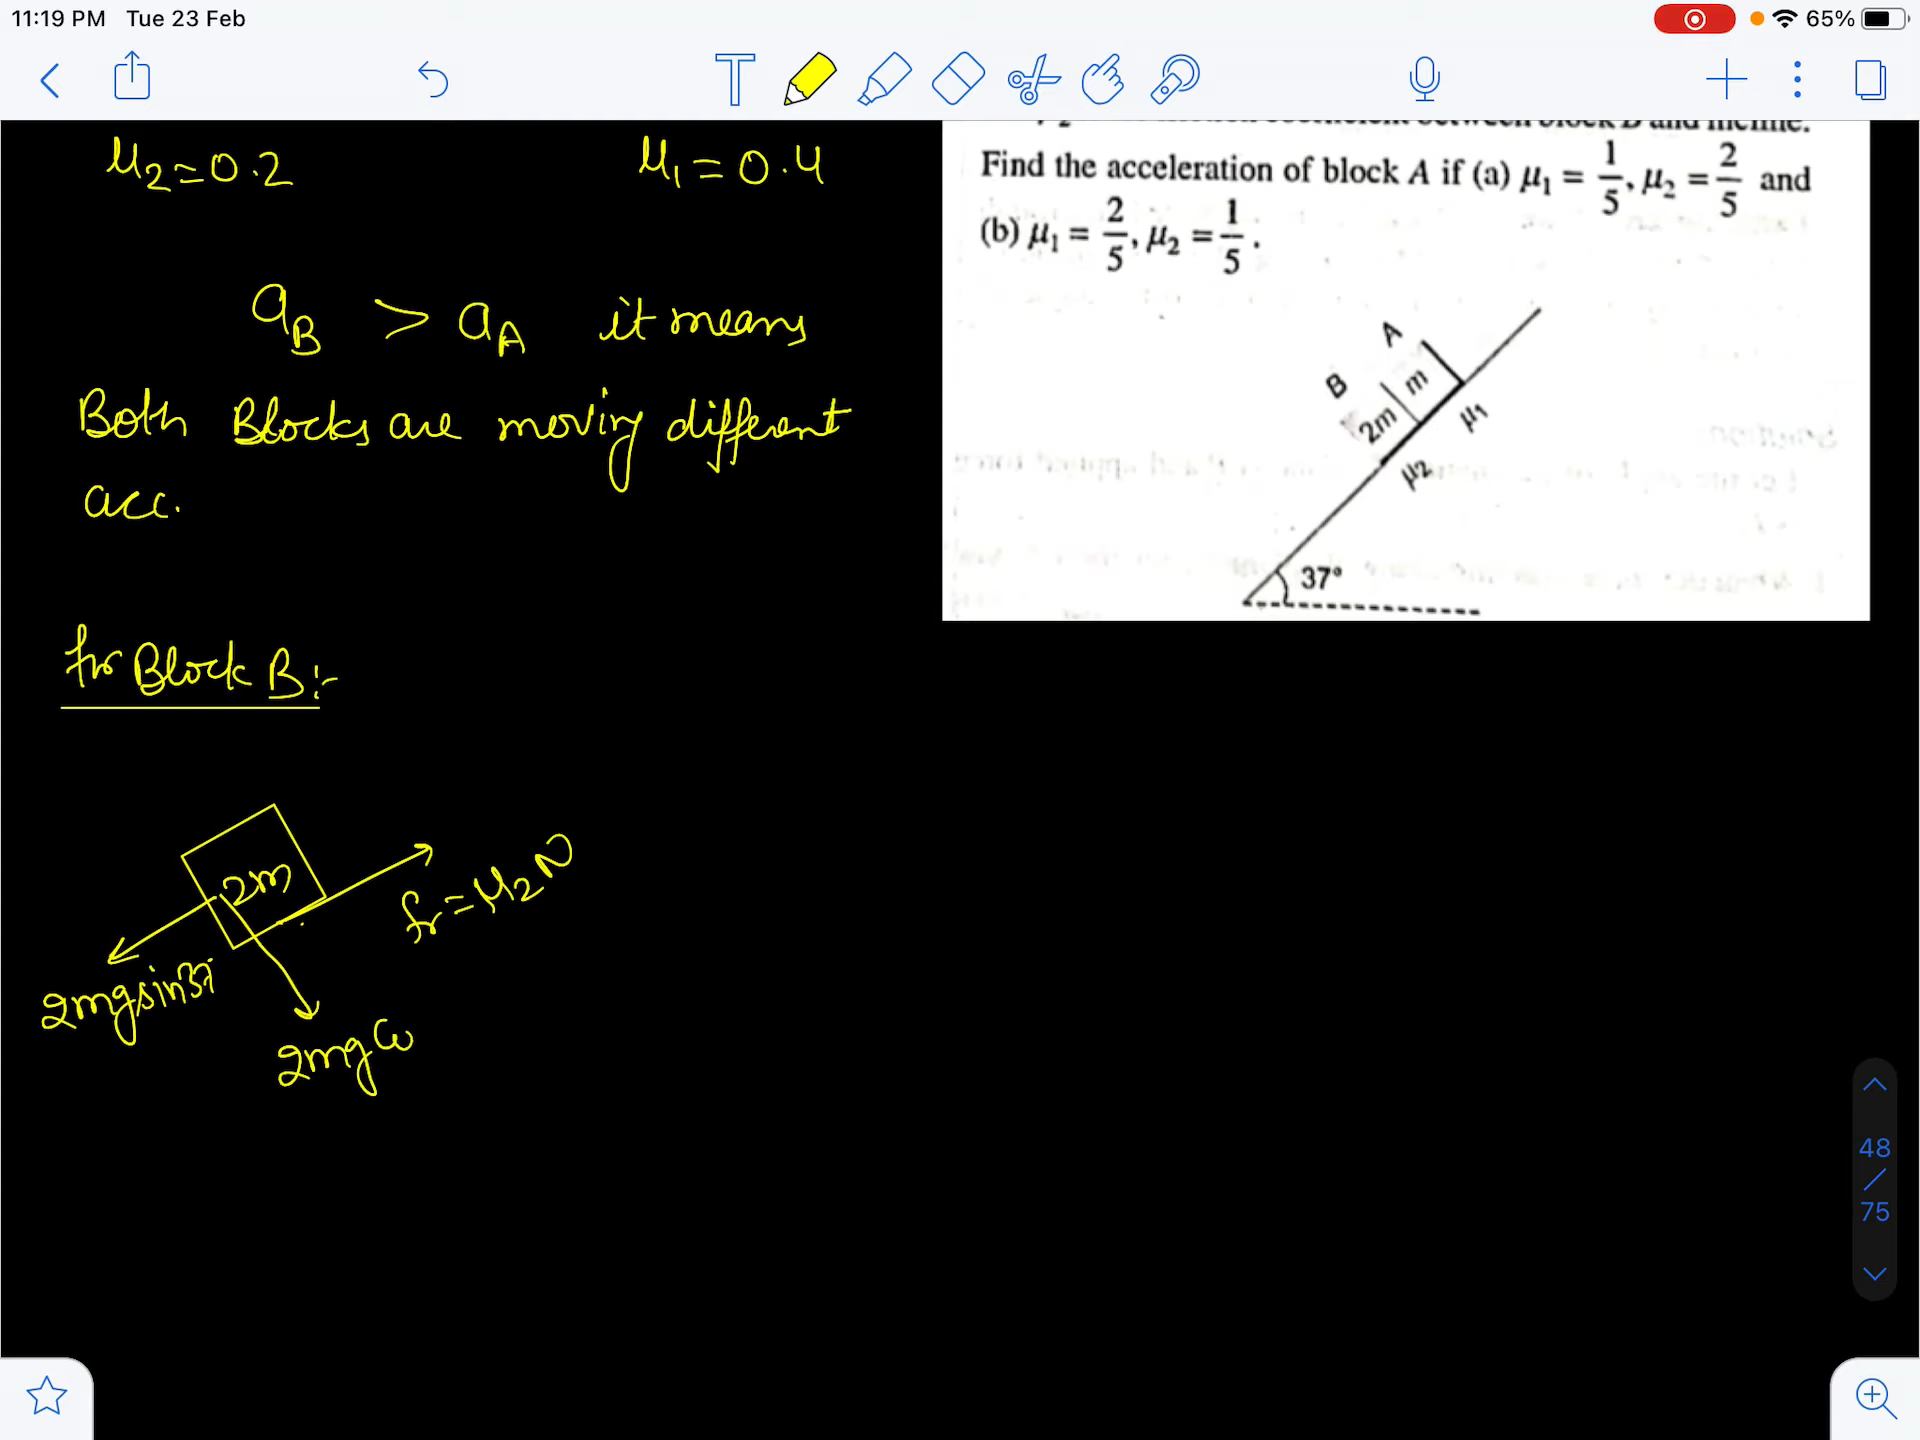 11:19 PM Tue 23 Feb
65%
μ2=0.2
μ1=0.4
aB > aA it means
Both Blocks are moving different
acc.
for Block B:-
2m
fr=μ2N
2mgsin37
2mgco
Find the acceleration of block A if (a) μ1 = 1/5, μ2 = 2/5 and
(b) μ1 = 2/5, μ2 = 1/5.
A
B
m
2m
μ1
μ2
37°
48
/
75